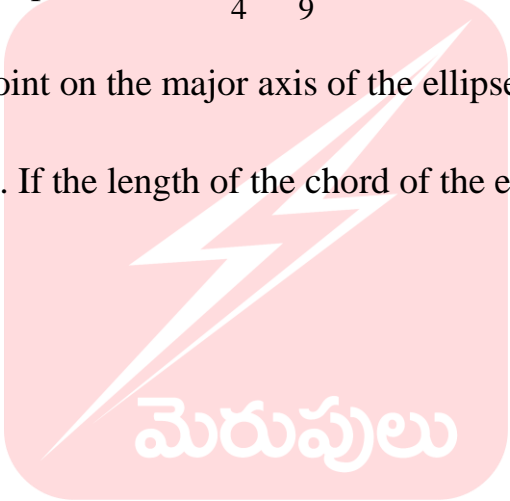 4 9
oint on the major axis of the ellipse
. If the length of the chord of the e
మెరుపులు